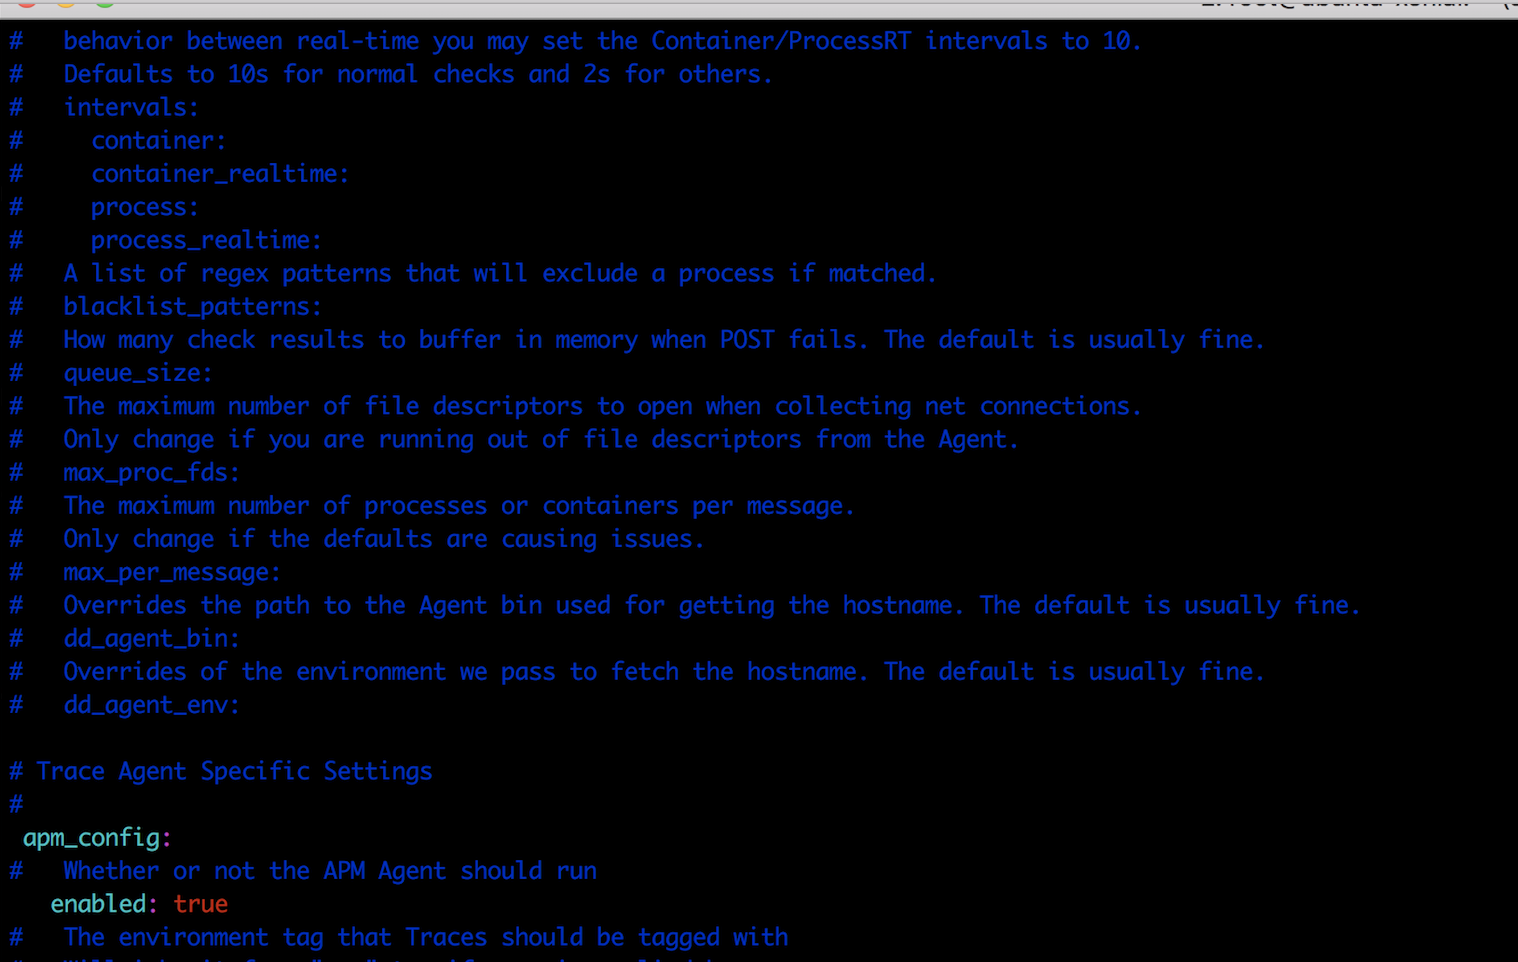 #   behavior between real-time you may set the Container/ProcessRT intervals to 10.
#   Defaults to 10s for normal checks and 2s for others.
#   intervals:
#     container:
#     container_realtime:
#     process:
#     process_realtime:
#   A list of regex patterns that will exclude a process if matched.
#   blacklist_patterns:
#   How many check results to buffer in memory when POST fails. The default is usually fine.
#   queue_size:
#   The maximum number of file descriptors to open when collecting net connections.
#   Only change if you are running out of file descriptors from the Agent.
#   max_proc_fds:
#   The maximum number of processes or containers per message.
#   Only change if the defaults are causing issues.
#   max_per_message:
#   Overrides the path to the Agent bin used for getting the hostname. The default is usually fine.
#   dd_agent_bin:
#   Overrides of the environment we pass to fetch the hostname. The default is usually fine.
#   dd_agent_env:

# Trace Agent Specific Settings
#
 apm_config:
#   Whether or not the APM Agent should run
   enabled: true
#   The environment tag that Traces should be tagged with